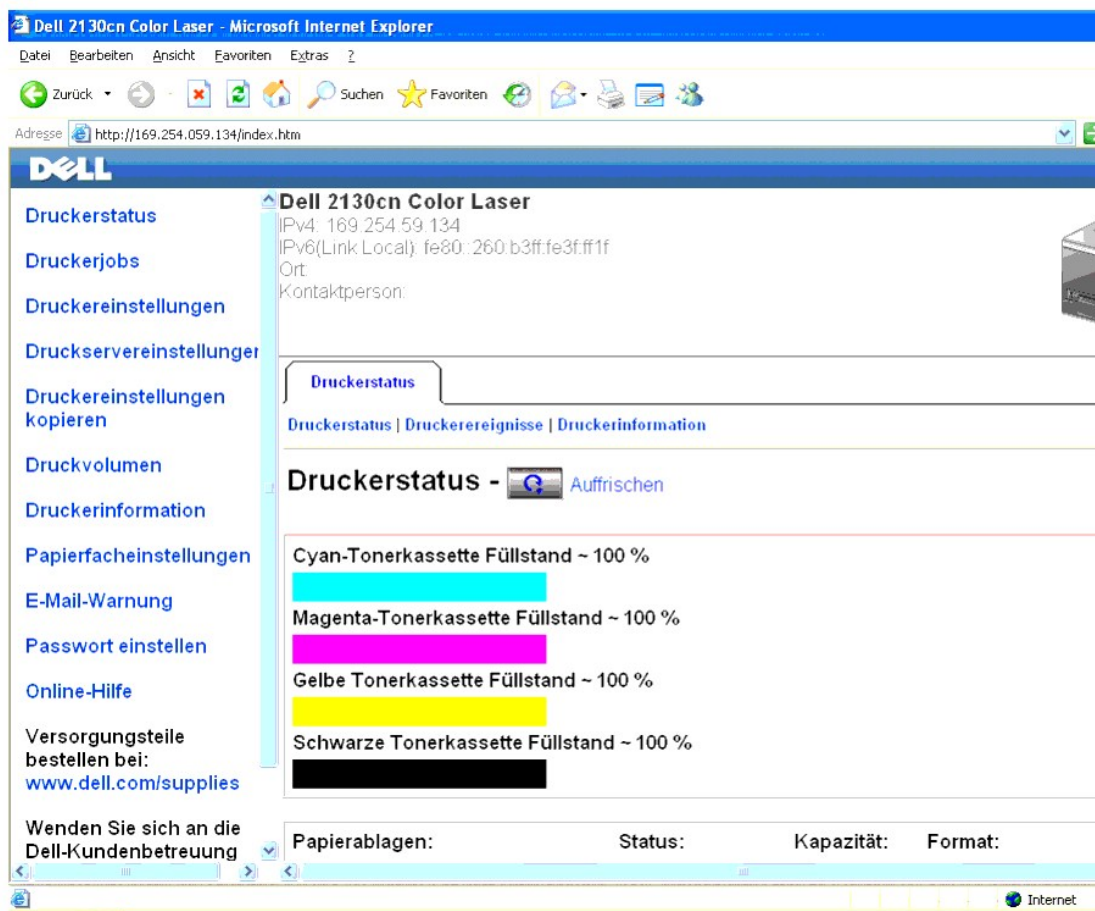 Dell 2130cn Color Laser - Microsoft Internet Explorer
Datei Bearbeiten Ansicht Favoriten Extras ?
Zurück Suchen Favoriten
Adresse http://169.254.059.134/index.htm
DELL
Druckerstatus
Druckerjobs
Druckereinstellungen
Druckservereinstellungen
Druckereinstellungen
kopieren
Druckvolumen
Druckerinformation
Papierfacheinstellungen
E-Mail-Warnung
Passwort einstellen
Online-Hilfe
Versorgungsteile
bestellen bei:
www.dell.com/supplies
Wenden Sie sich an die
Dell-Kundenbetreuung
Dell 2130cn Color Laser
IPv4: 169.254.59.134
IPv6(Link Local): fe80::260:b3ff:fe3f:ff1f
Ort:
Kontaktperson:
Druckerstatus
Druckerstatus | Druckerereignisse | Druckerinformation
Druckerstatus - Auffrischen
Cyan-Tonerkassette Füllstand ~ 100 %
Magenta-Tonerkassette Füllstand ~ 100 %
Gelbe Tonerkassette Füllstand ~ 100 %
Schwarze Tonerkassette Füllstand ~ 100 %
Papierablagen: Status: Kapazität: Format:
Internet